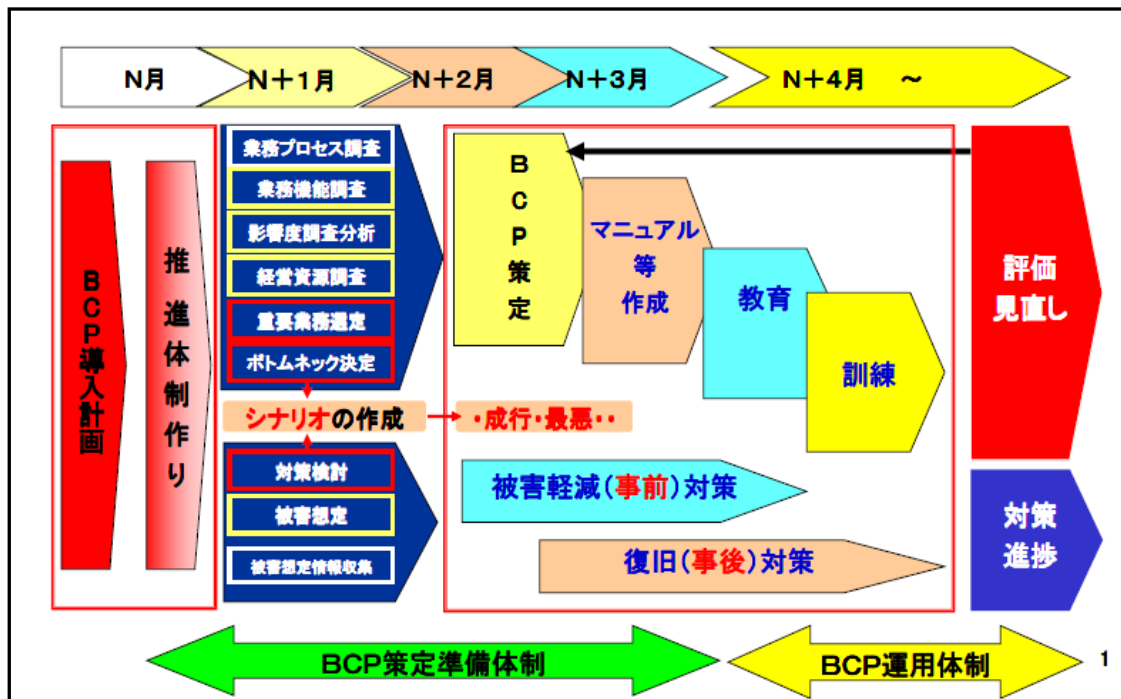 N月
N+1月
N+2月
N+3月
N+4月 ~
BCP導入計画
推進体制作り
業務プロセス調査
業務機能調査
影響度調査分析
経営資源調査
重要業務選定
ボトムネック決定
シナリオの作成
・成行・最悪・・
対策検討
被害想定
被害想定情報収集
BCP策定
マニュアル
等
作成
教育
訓練
被害軽減(事前)対策
復旧(事後)対策
評価
見直し
対策
進捗
BCP策定準備体制
BCP運用体制
1